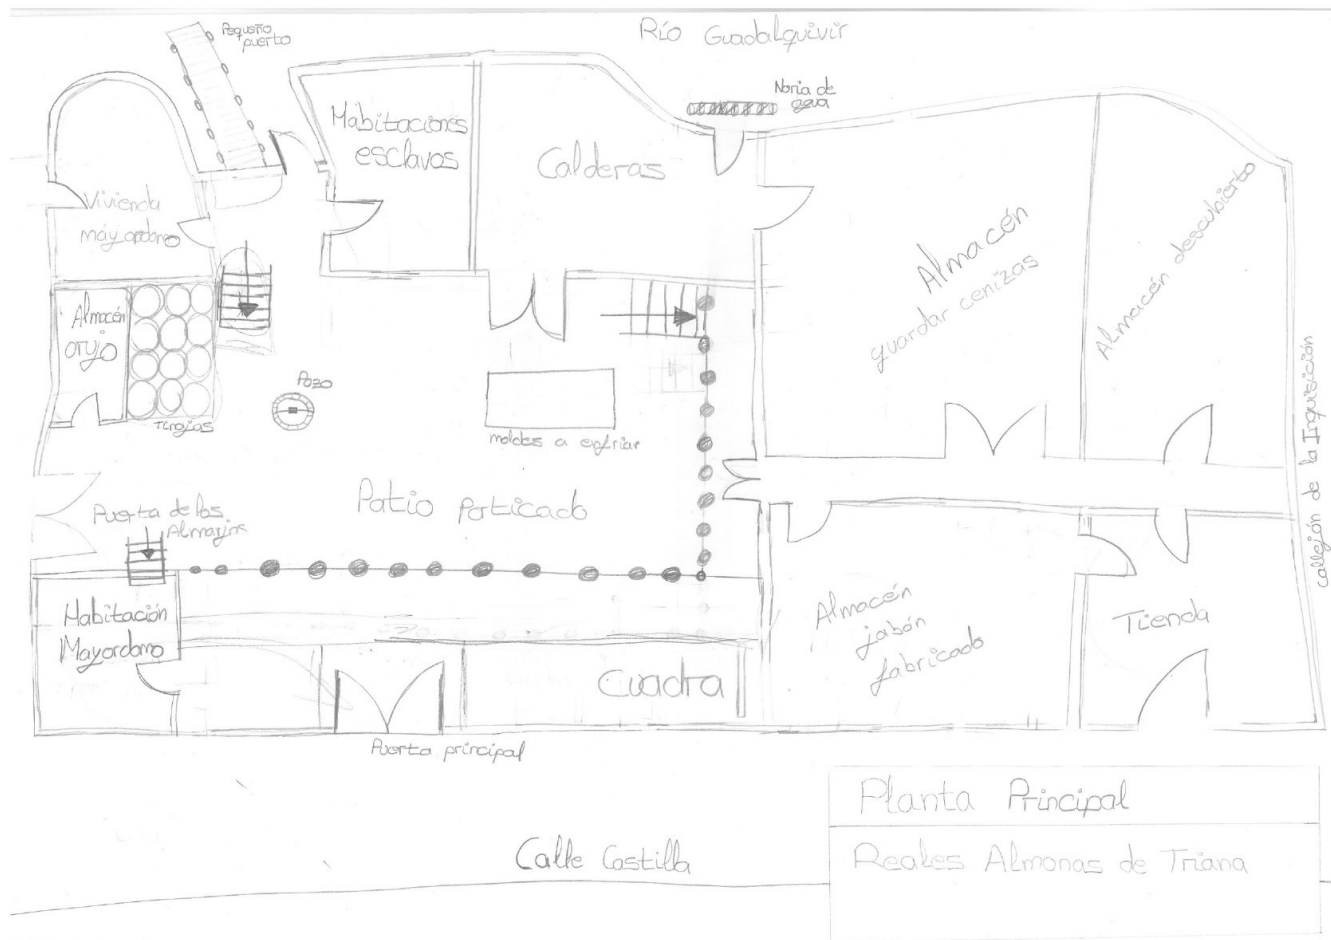 Pequeño
puerto
Río Guadalquivir
Noria de
agua
Habitaciones
esclavos
Calderas
Vivienda
máyordomo
Almacén
guardar cenizas
Almacén descubierto
callejón de la Inquisición
Almacén
orujo
Tinajas
Pozo
moldes a enfriar
Patio porticado
Puerta de los
Almarjos
Habitación
Mayordomo
Cuadra
Almacén
jabón
fabricado
Tienda
Puerta principal
Calle Castilla
Planta Principal
Reales Almonas de Triana